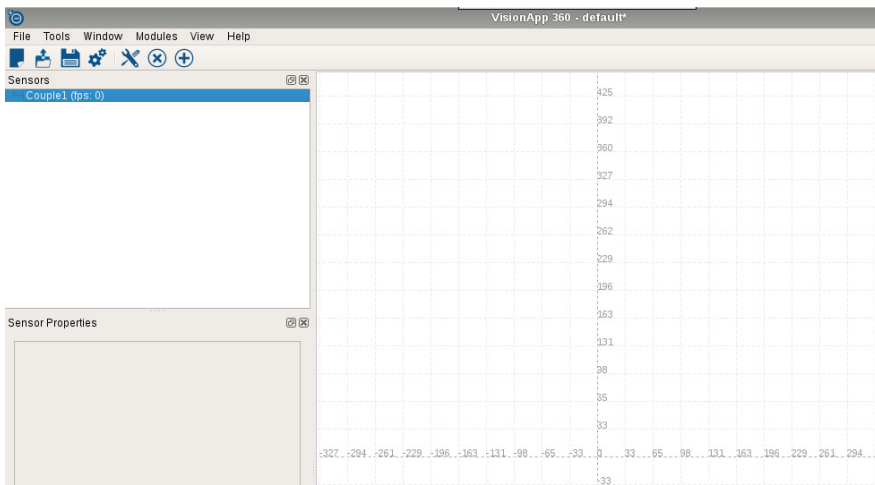 VisionApp 360 - default*
File Tools Window Modules View Help
Sensors
Couple1 (fps: 0)
Sensor Properties
425
392
360
327
294
262
229
196
163
131
98
65
33
-327 -294 -261 -229 -196 -163 -131 -98 -65 -33 0 33 65 98 131 163 196 229 261 294
-33